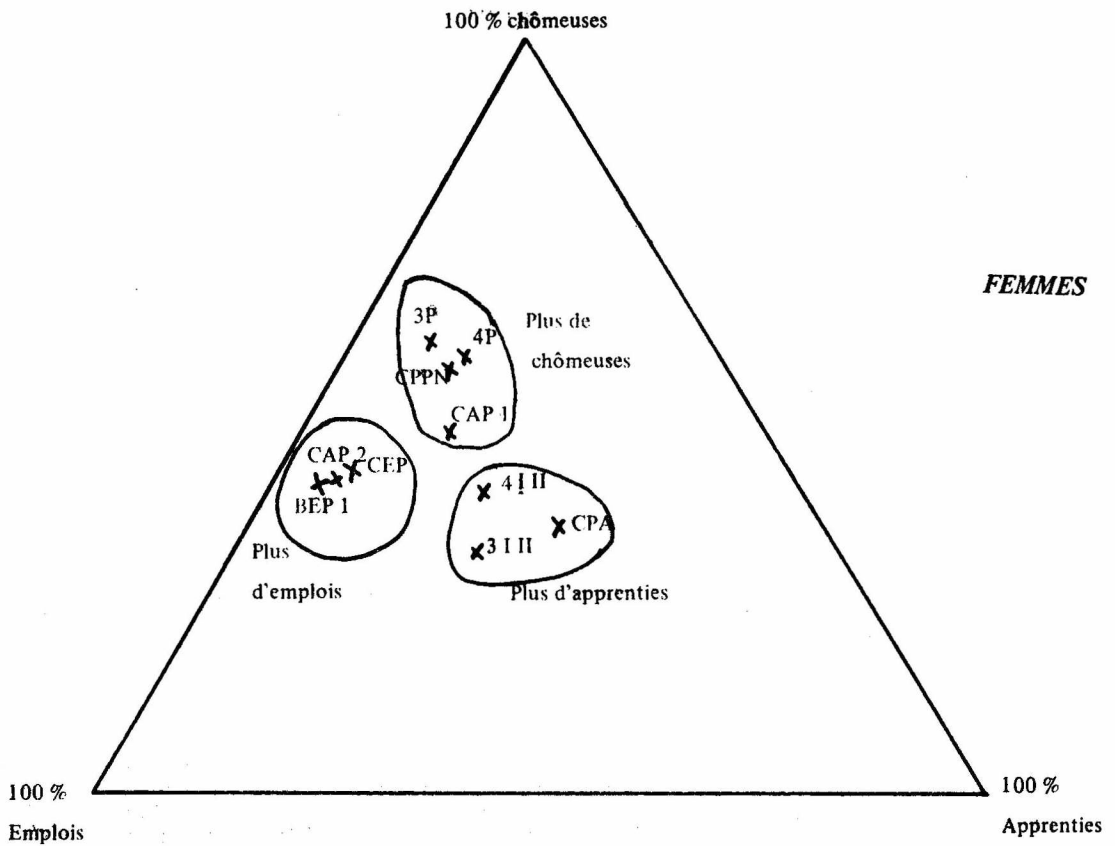 100 % chômeuses
FEMMES
3P
4P
Plus de
chômeuses
CPPN
CAP 1
CAP 2
CEP
BEP 1
4 I II
CPA
3 I II
Plus
d'emplois
Plus d'apprenties
100 %
Emplois
100 %
Apprenties